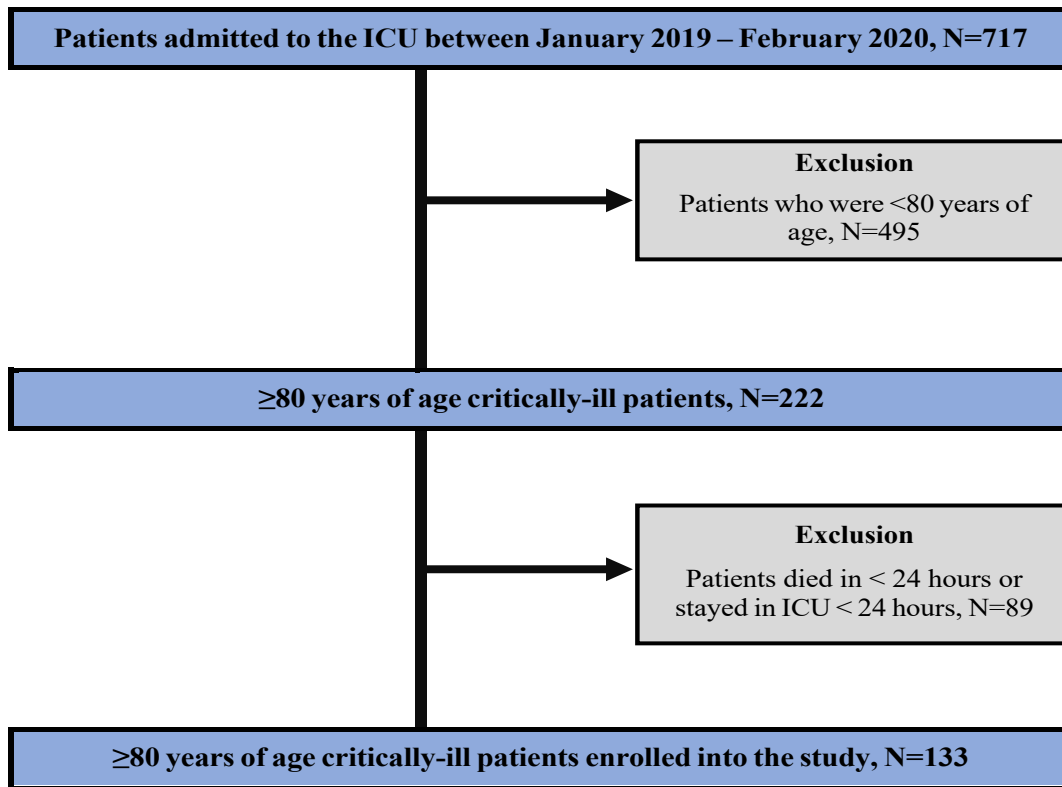 Patients admitted to the ICU between January 2019 – February 2020, N=717
Exclusion
Patients who were <80 years of
age, N=495
≥80 years of age critically-ill patients, N=222
Exclusion
Patients died in < 24 hours or
stayed in ICU < 24 hours, N=89
≥80 years of age critically-ill patients enrolled into the study, N=133